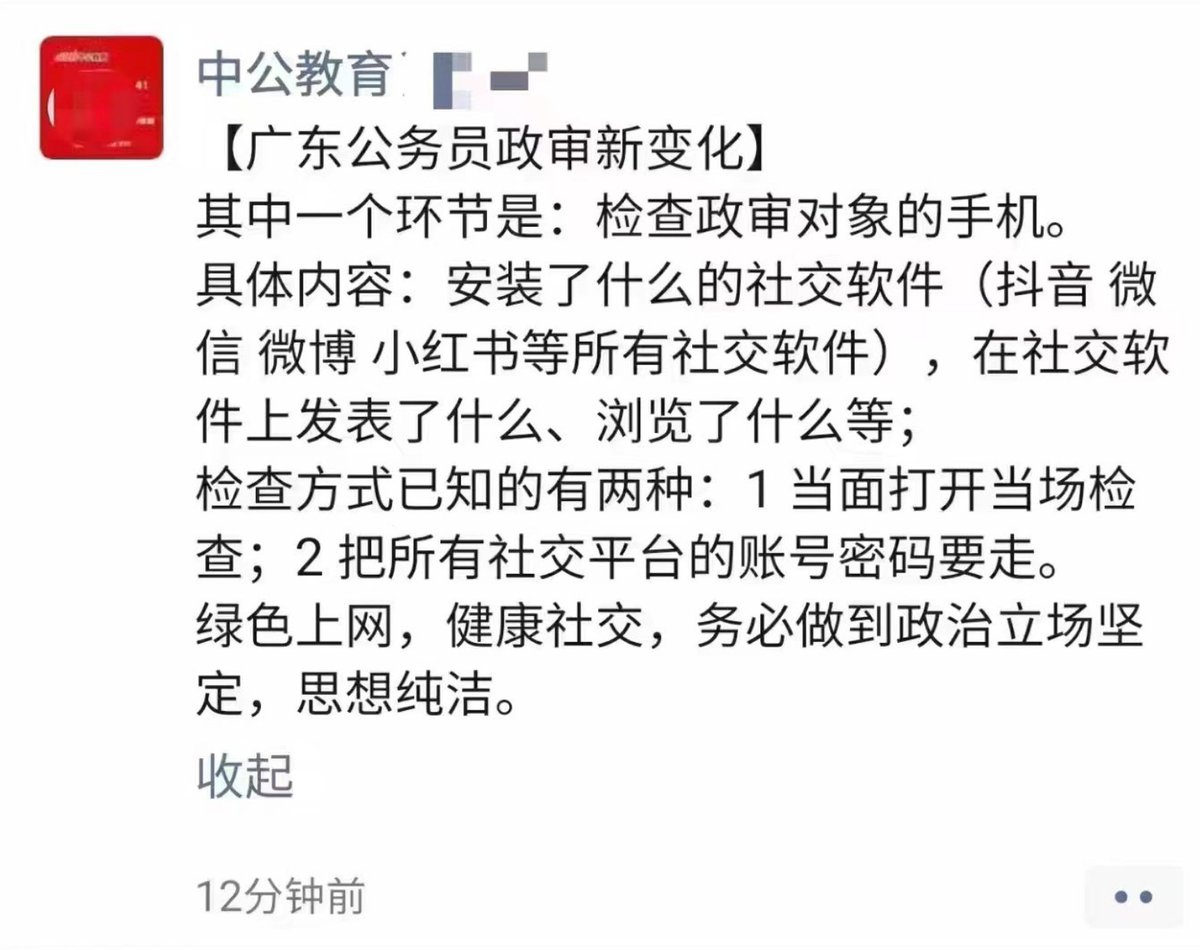 中公教育
【广东公务员政审新变化】
其中一个环节是：检查政审对象的手机。
具体内容：安装了什么的社交软件（抖音 微
信 微博 小红书等所有社交软件），在社交软
件上发表了什么、浏览了什么等；
检查方式已知的有两种：1 当面打开当场检
查；2 把所有社交平台的账号密码要走。
绿色上网，健康社交，务必做到政治立场坚
定，思想纯洁。
收起
12分钟前